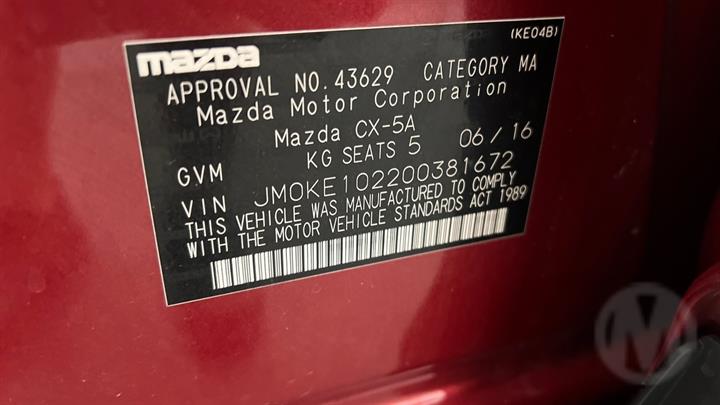 (KE04B)
mazda
APPROVAL NO.43629 CATEGORY MA
Mazda Motor Corporation
Mazda CX-5A 06/16
GVM KG SEATS 5
VIN JM0KE102200381672
THIS VEHICLE WAS MANUFACTURED TO COMPLY
WITH THE MOTOR VEHICLE STANDARDS ACT 1989
M